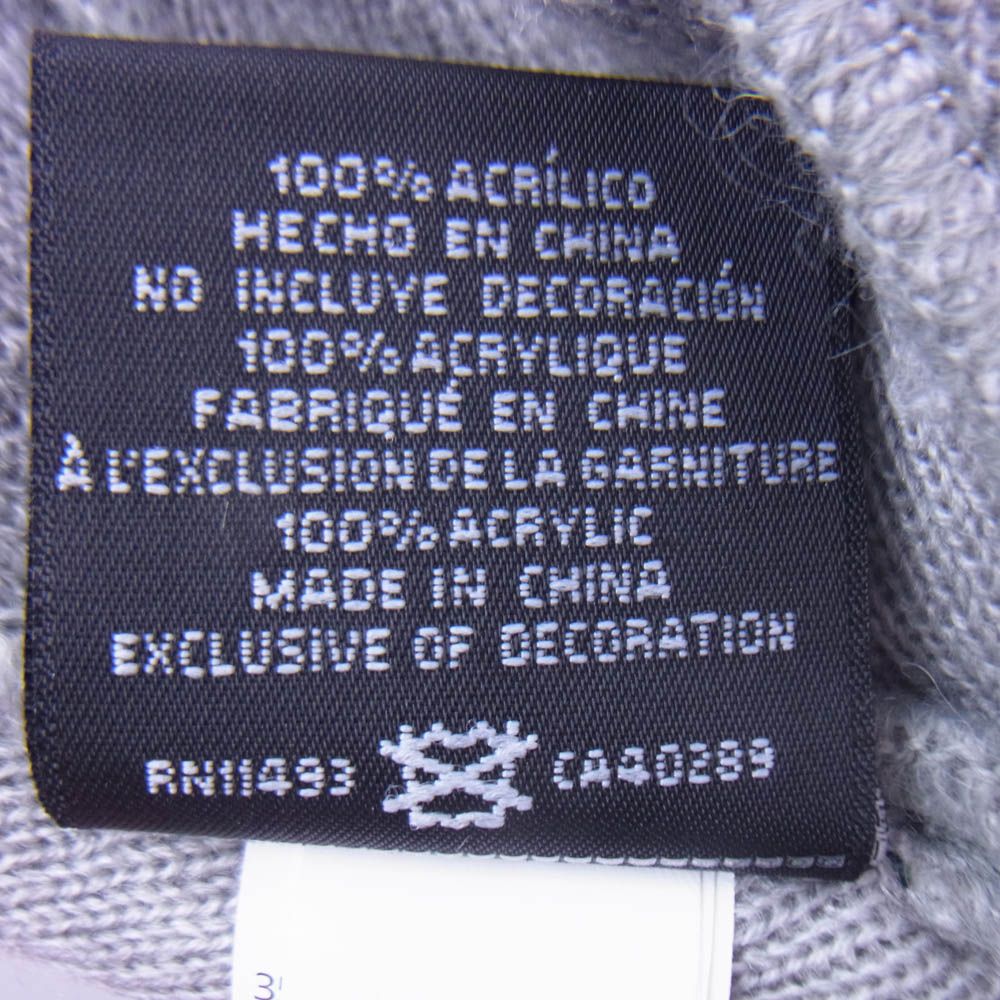 100% ACRÍLICO
HECHO EN CHINA
NO INCLUYE DECORACIÓN
100% ACRYLIQUE
FABRIQUÉ EN CHINE
À L'EXCLUSION DE LA GARNITURE
100% ACRYLIC
MADE IN CHINA
EXCLUSIVE OF DECORATION
RN11493 CA40289